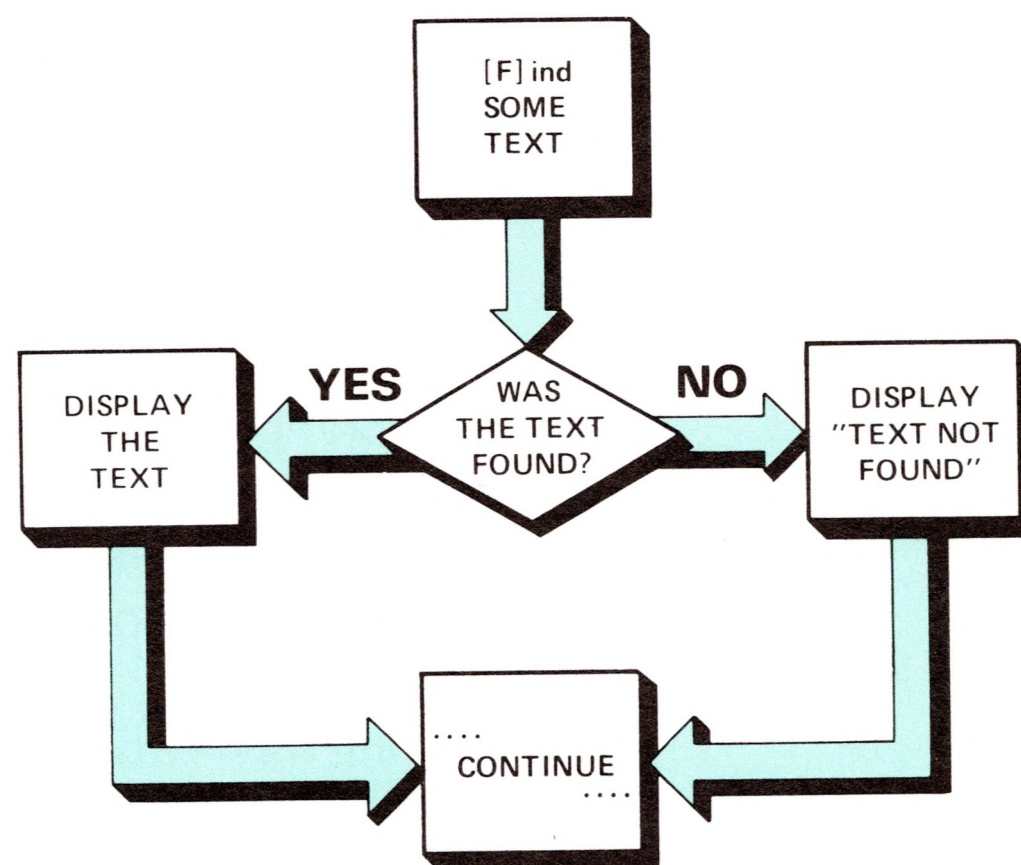 [F] ind
SOME
TEXT
YES
NO
WAS
THE TEXT
FOUND?
DISPLAY
THE
TEXT
DISPLAY
"TEXT NOT
FOUND"
....
CONTINUE
....